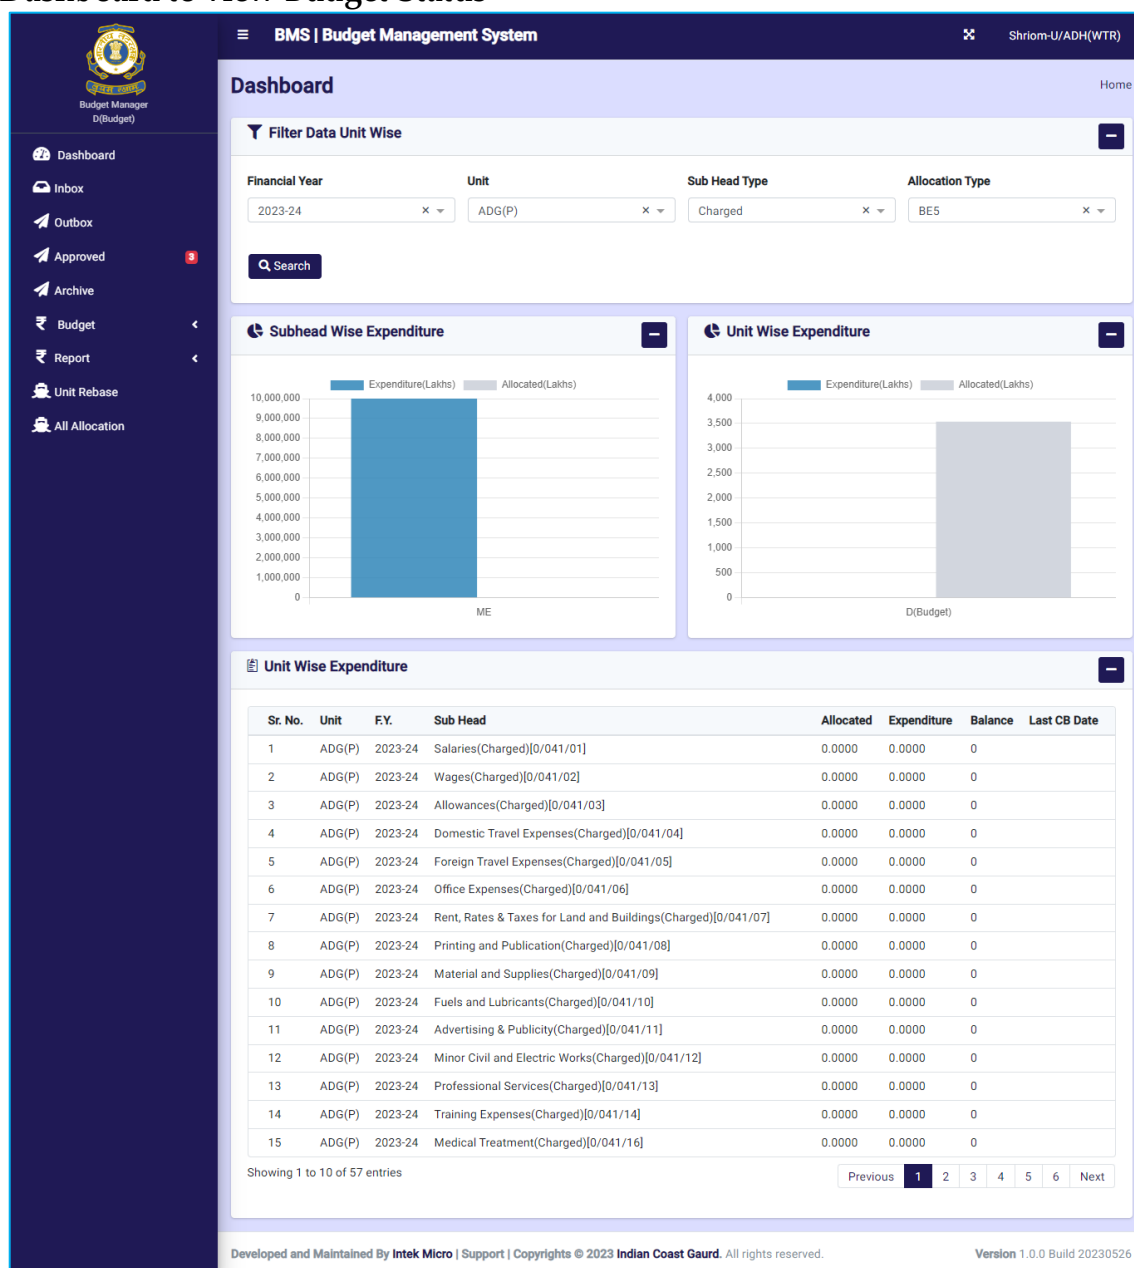 Dashboard to view Budget Status
BMS | Budget Management System
Shriom-U/ADH(WTR)
Budget Manager
D(Budget)
Dashboard
Inbox
Outbox
Approved 3
Archive
₹ Budget
₹ Report
Unit Rebase
All Allocation
Dashboard
Home
Filter Data Unit Wise
Financial Year Unit Sub Head Type Allocation Type
2023-24 × ADG(P) × Charged × BE5 ×
Search
Subhead Wise Expenditure
Expenditure(Lakhs) Allocated(Lakhs)
10,000,000
9,000,000
8,000,000
7,000,000
6,000,000
5,000,000
4,000,000
3,000,000
2,000,000
1,000,000
0
ME
Unit Wise Expenditure
Expenditure(Lakhs) Allocated(Lakhs)
4,000
3,500
3,000
2,500
2,000
1,500
1,000
500
0
D(Budget)
Unit Wise Expenditure
Sr. No. Unit F.Y. Sub Head Allocated Expenditure Balance Last CB Date
1 ADG(P) 2023-24 Salaries(Charged)[0/041/01] 0.0000 0.0000 0
2 ADG(P) 2023-24 Wages(Charged)[0/041/02] 0.0000 0.0000 0
3 ADG(P) 2023-24 Allowances(Charged)[0/041/03] 0.0000 0.0000 0
4 ADG(P) 2023-24 Domestic Travel Expenses(Charged)[0/041/04] 0.0000 0.0000 0
5 ADG(P) 2023-24 Foreign Travel Expenses(Charged)[0/041/05] 0.0000 0.0000 0
6 ADG(P) 2023-24 Office Expenses(Charged)[0/041/06] 0.0000 0.0000 0
7 ADG(P) 2023-24 Rent, Rates & Taxes for Land and Buildings(Charged)[0/041/07] 0.0000 0.0000 0
8 ADG(P) 2023-24 Printing and Publication(Charged)[0/041/08] 0.0000 0.0000 0
9 ADG(P) 2023-24 Material and Supplies(Charged)[0/041/09] 0.0000 0.0000 0
10 ADG(P) 2023-24 Fuels and Lubricants(Charged)[0/041/10] 0.0000 0.0000 0
11 ADG(P) 2023-24 Advertising & Publicity(Charged)[0/041/11] 0.0000 0.0000 0
12 ADG(P) 2023-24 Minor Civil and Electric Works(Charged)[0/041/12] 0.0000 0.0000 0
13 ADG(P) 2023-24 Professional Services(Charged)[0/041/13] 0.0000 0.0000 0
14 ADG(P) 2023-24 Training Expenses(Charged)[0/041/14] 0.0000 0.0000 0
15 ADG(P) 2023-24 Medical Treatment(Charged)[0/041/16] 0.0000 0.0000 0
Showing 1 to 10 of 57 entries
Previous 1 2 3 4 5 6 Next
Developed and Maintained By Intek Micro | Support | Copyrights © 2023 Indian Coast Gaurd. All rights reserved.
Version 1.0.0 Build 20230526